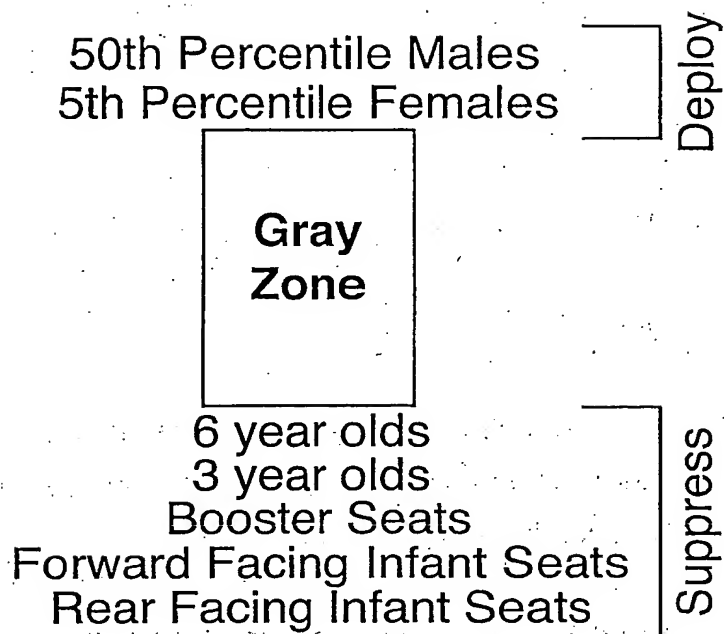 50th Percentile Males
5th Percentile Females
Deploy
Gray
Zone
6 year olds
3 year olds
Booster Seats
Forward Facing Infant Seats
Rear Facing Infant Seats
Suppress